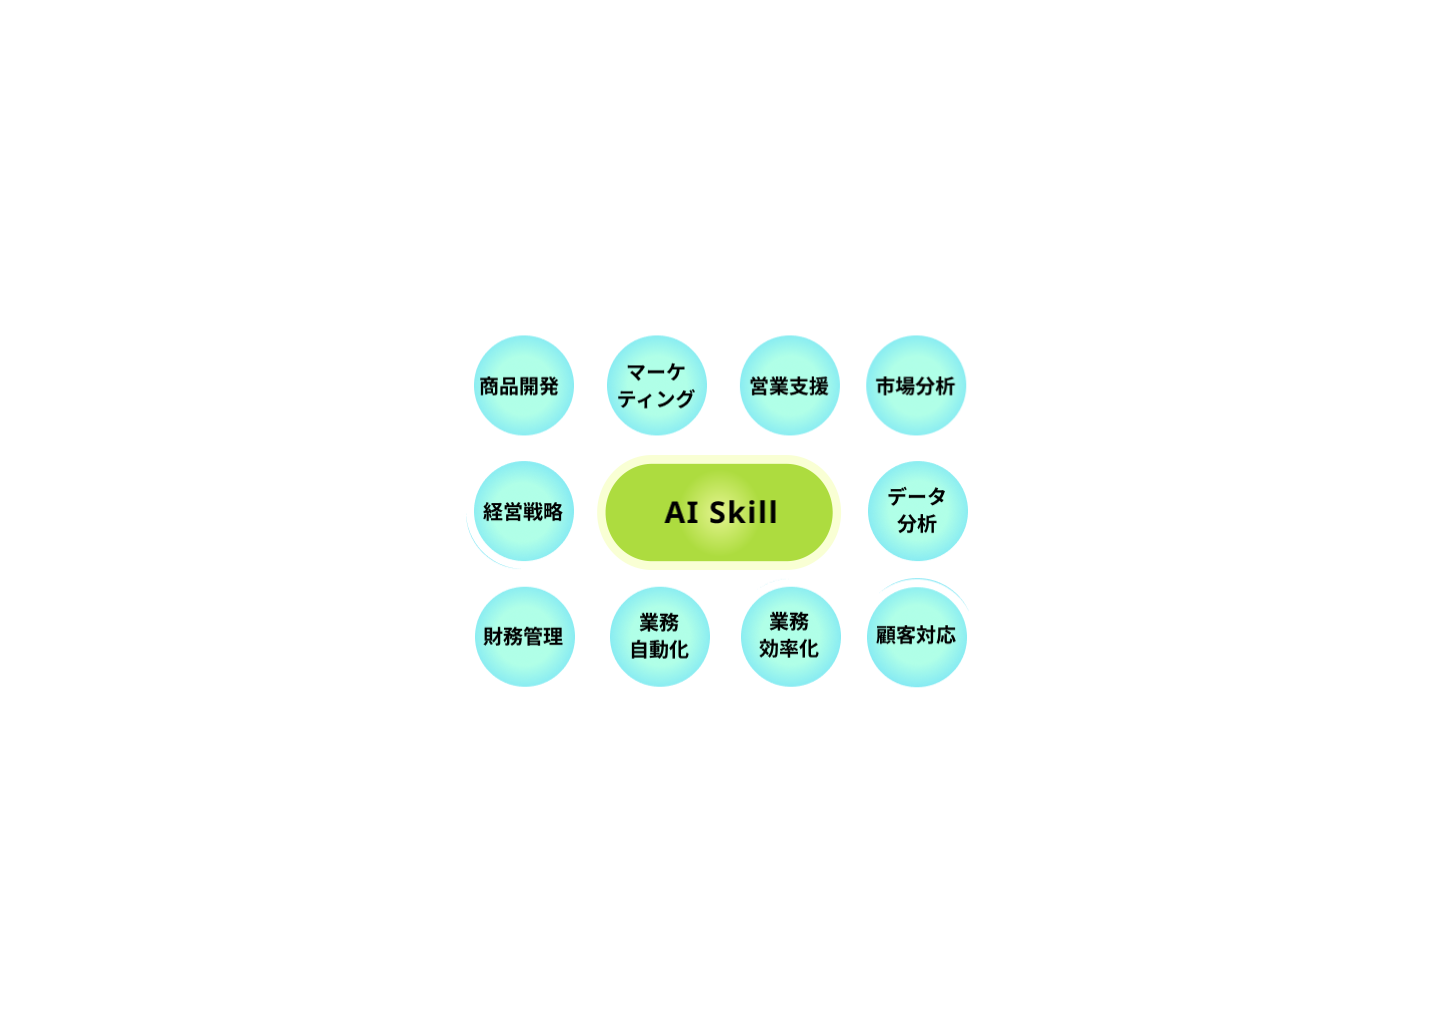 商品開発
マーケ
ティング
営業支援
市場分析
経営戦略
AI Skill
データ
分析
財務管理
業務
自動化
業務
効率化
顧客対応